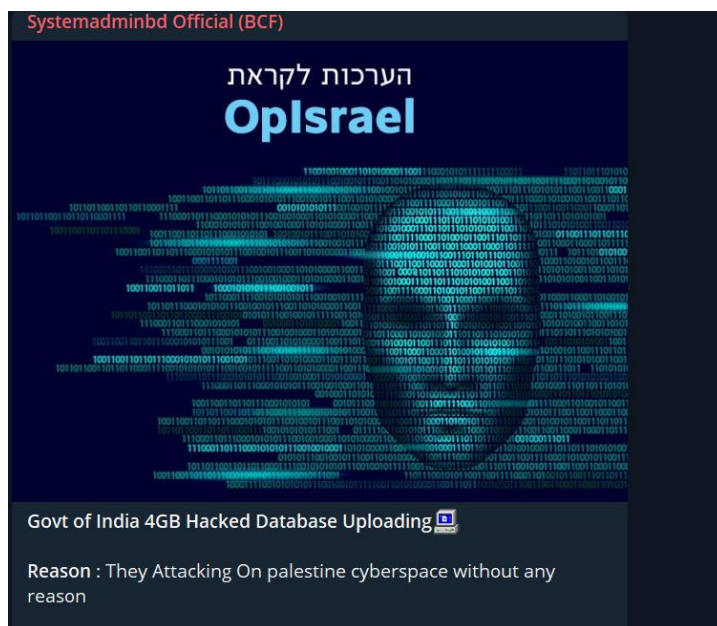 Systemadminbd Official (BCF)
הערכות לקראת
OpIsrael
Govt of India 4GB Hacked Database Uploading
Reason : They Attacking On palestine cyberspace without any
reason